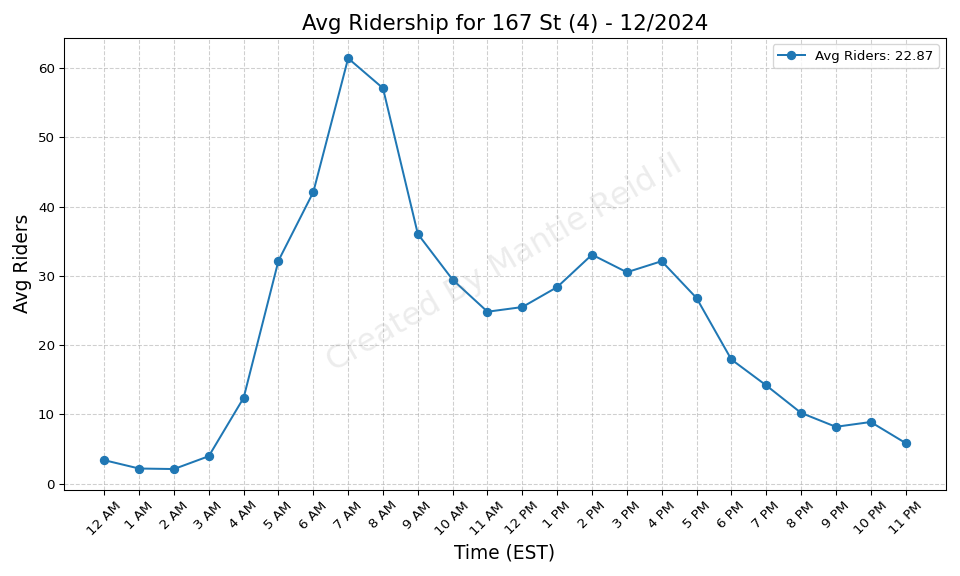 Avg Ridership for 167 St (4) - 12/2024
Avg Riders: 22.87
Avg Riders
60
50
40
30
20
10
0
Created By Mantie Reid II
12 AM
1 AM
2 AM
3 AM
4 AM
5 AM
6 AM
7 AM
8 AM
9 AM
10 AM
11 AM
12 PM
1 PM
2 PM
3 PM
4 PM
5 PM
6 PM
7 PM
8 PM
9 PM
10 PM
11 PM
Time (EST)